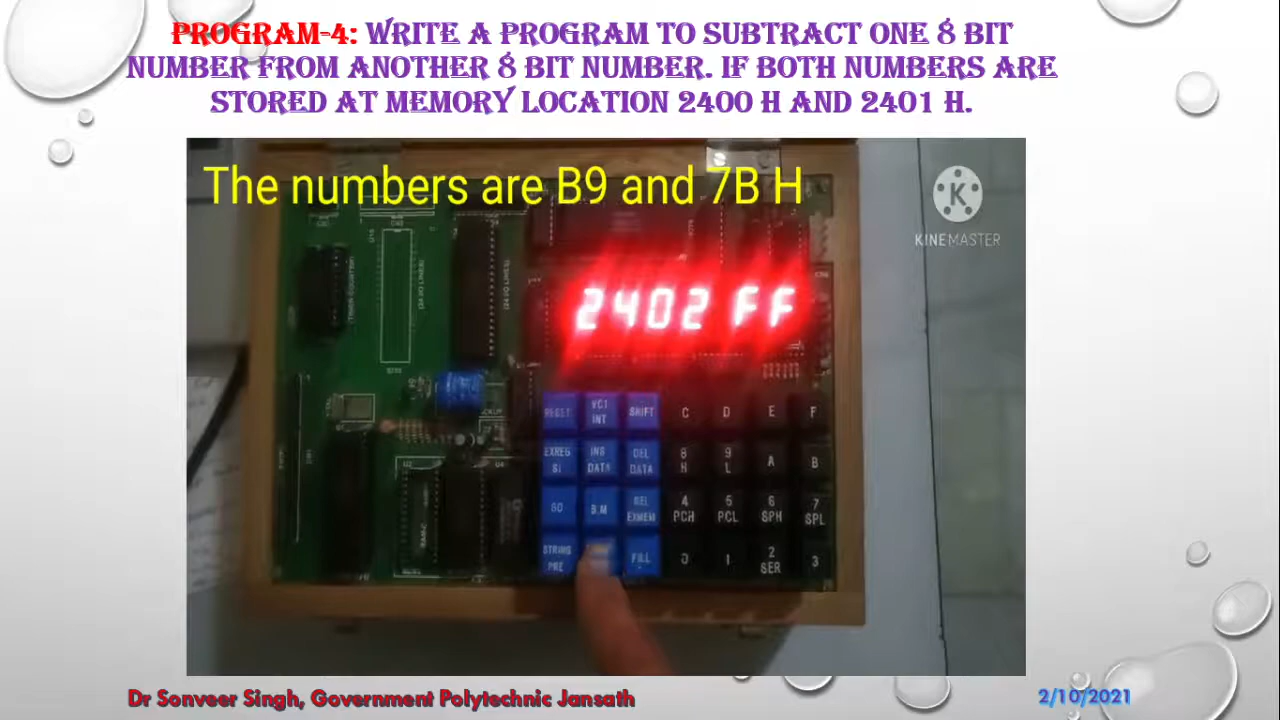 PROGRAM-4: WRITE A PROGRAM TO SUBTRACT ONE 8 BIT
NUMBER FROM ANOTHER 8 BIT NUMBER. IF BOTH NUMBERS ARE
STORED AT MEMORY LOCATION 2400 H AND 2401 H.
The numbers are B9 and 7B H
K
KINEMASTER
2402 FF
RESET VCT INT SHIFT C D E F
EXREG SI INS DATA DEL DATA 8 H 9 L A B
GO B.M REL EXMEM 4 PCH 5 PCL 6 SPH 7 SPL
STRING PRE FILL 0 1 2 SER 3
Dr Sonveer Singh, Government Polytechnic Jansath
2/10/2021